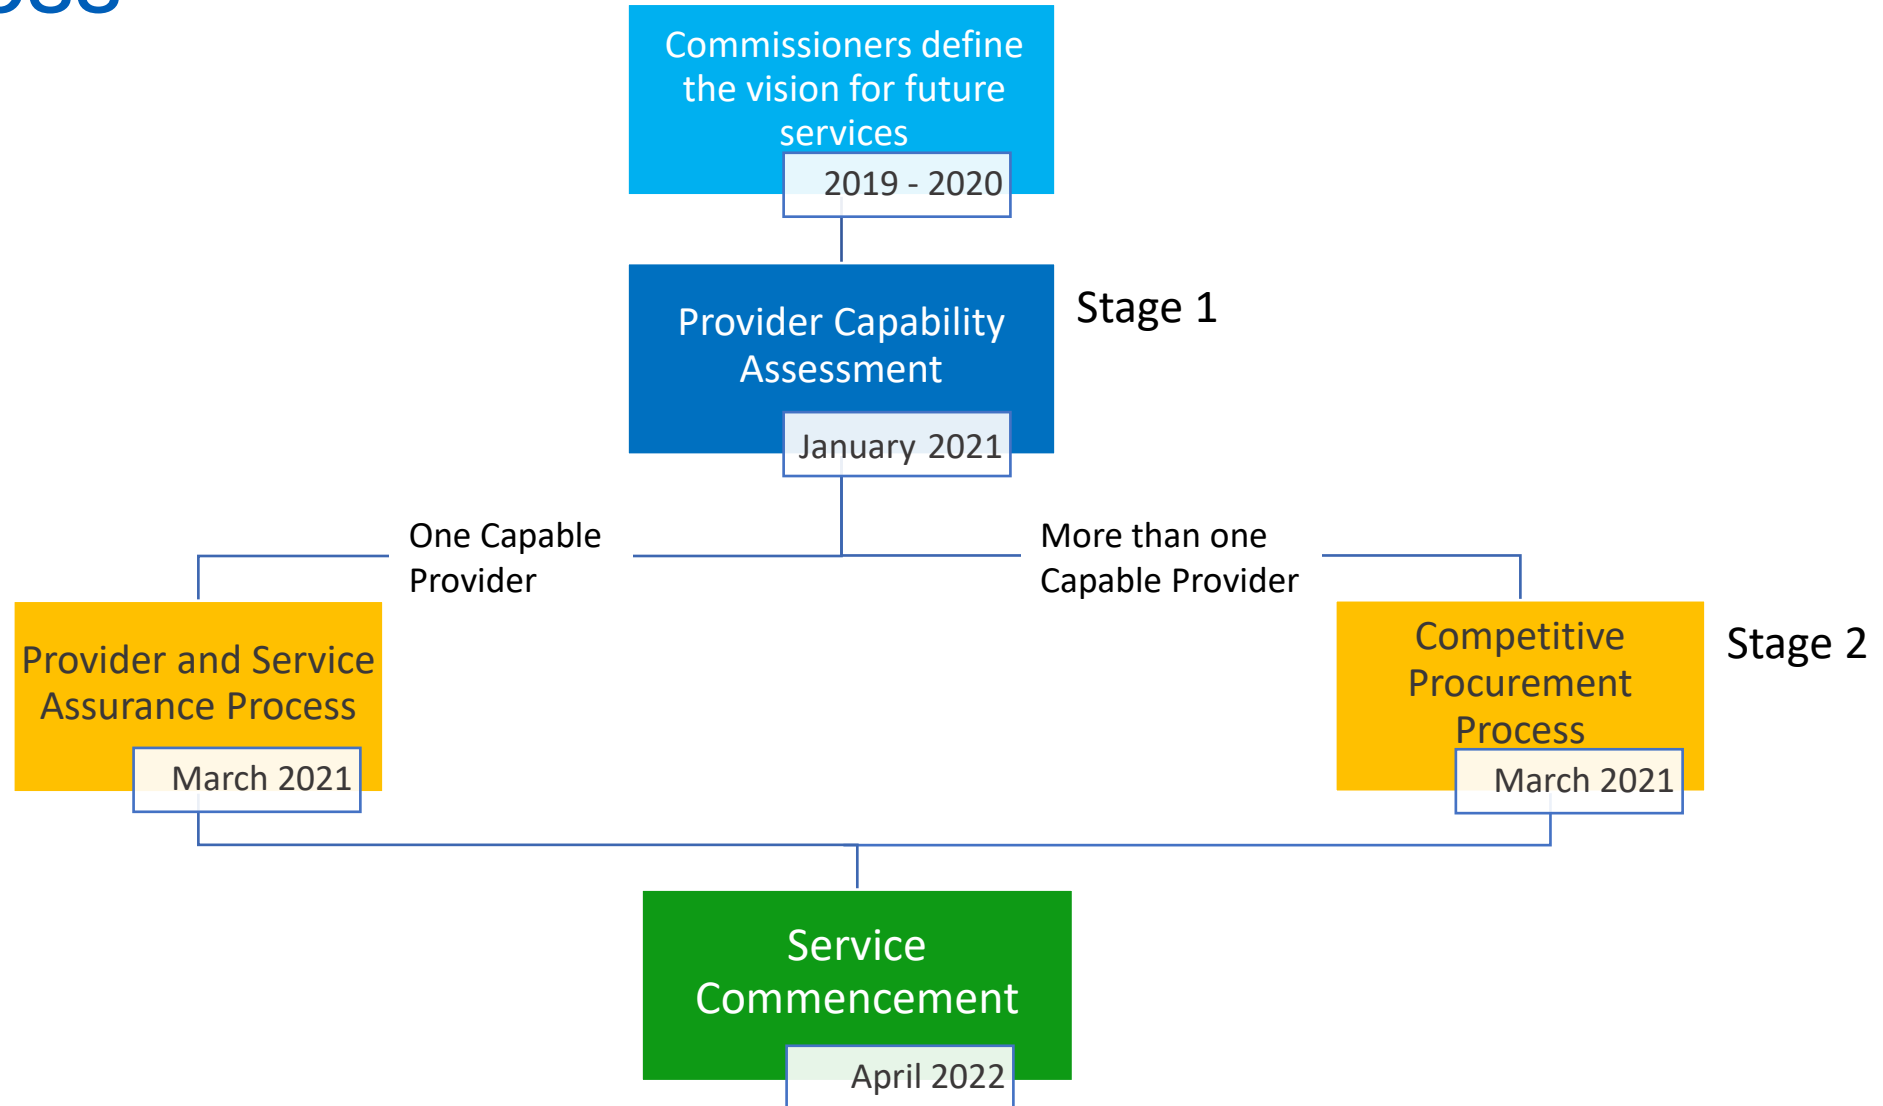 Commissioners define
the vision for future
services
2019 - 2020
Provider Capability
Assessment
Stage 1
January 2021
One Capable
Provider
More than one
Capable Provider
Provider and Service
Assurance Process
March 2021
Competitive
Procurement
Process
Stage 2
March 2021
Service
Commencement
April 2022